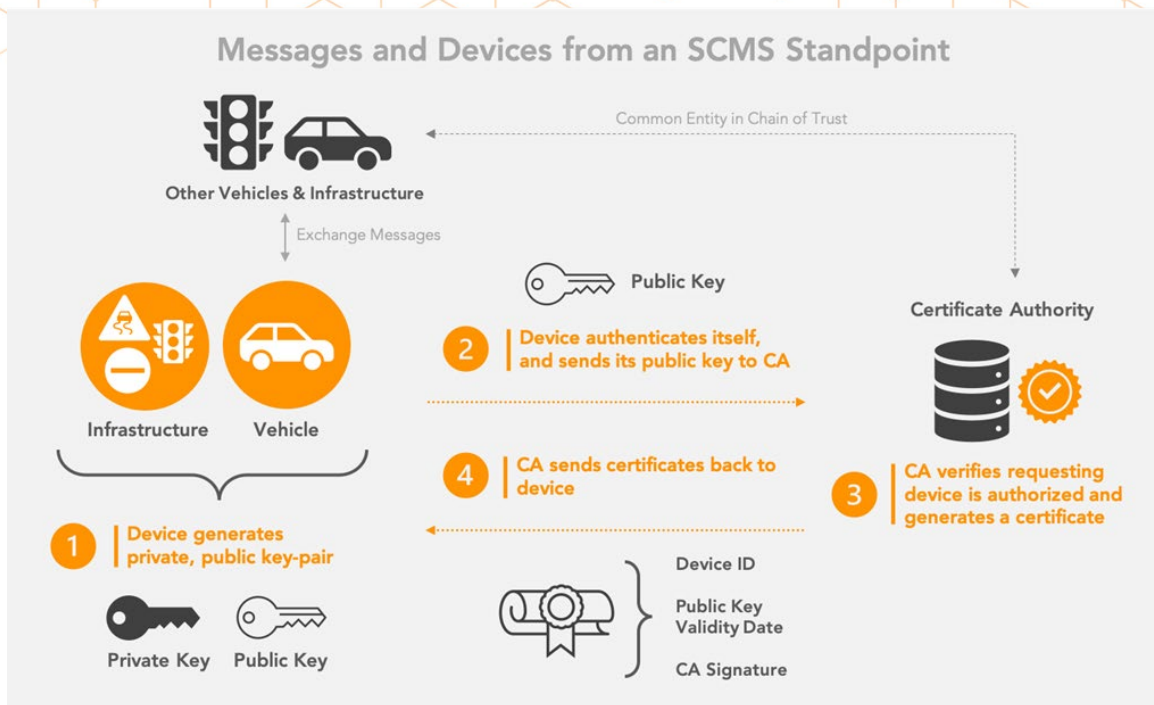 Messages and Devices from an SCMS Standpoint
Common Entity in Chain of Trust
Other Vehicles & Infrastructure
Exchange Messages
Public Key
Certificate Authority
2
Device authenticates itself,
and sends its public key to CA
Infrastructure
Vehicle
4
CA sends certificates back to
device
3
CA verifies requesting
device is authorized and
generates a certificate
1
Device generates
private, public key-pair
Device ID
Public Key
Validity Date
CA Signature
Private Key
Public Key